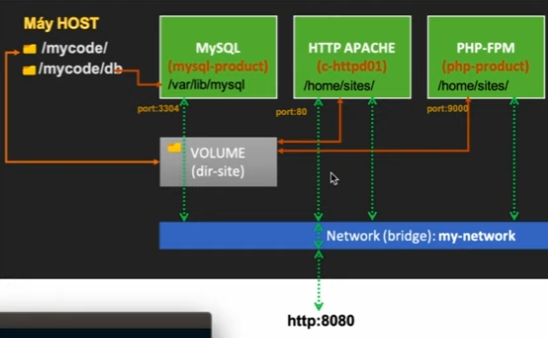 Máy HOST
/mycode/
/mycode/db
MySQL
(mysql-product)
/var/lib/mysql
port:3304
HTTP APACHE
(c-httpd01)
/home/sites/
port:80
PHP-FPM
(php-product)
/home/sites/
port:9000
VOLUME
(dir-site)
Network (bridge): my-network
http:8080